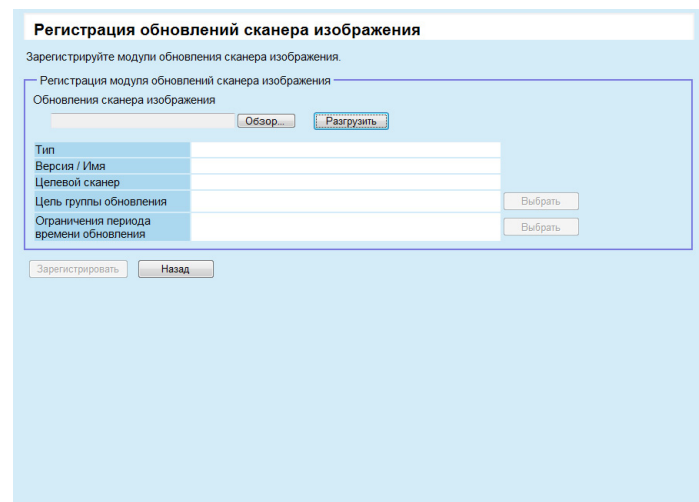 Регистрация обновлений сканера изображения
Зарегистрируйте модули обновления сканера изображения.
Регистрация модуля обновлений сканера изображения
Обновления сканера изображения
Обзор... Разгрузить
Тип
Версия / Имя
Целевой сканер
Цель группы обновления Выбрать
Ограничения периода
времени обновления Выбрать
Зарегистрировать Назад